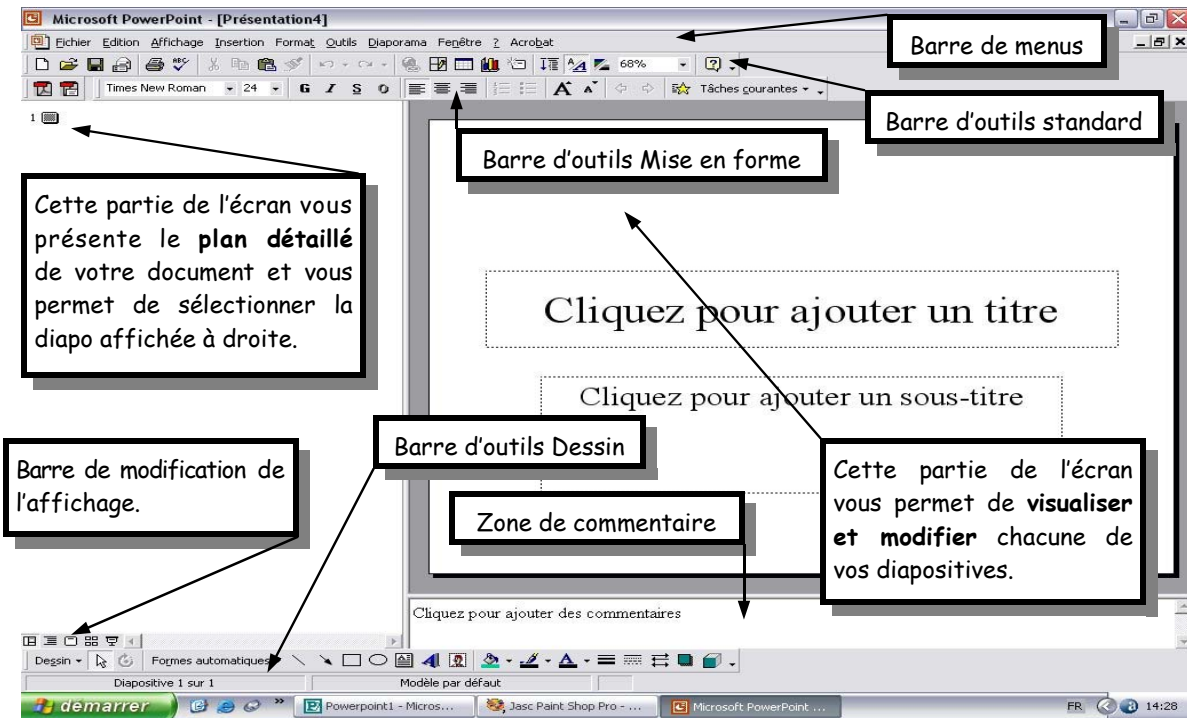 Microsoft PowerPoint - [Présentation4]
Fichier Edition Affichage Insertion Format Outils Diaporama Fenêtre ? Acrobat
Barre de menus
68%
Times New Roman 24 G I S O Tâches courantes
Barre d'outils standard
1
Barre d'outils Mise en forme
Cette partie de l'écran vous
présente le plan détaillé
de votre document et vous
permet de sélectionner la
diapo affichée à droite.
Cliquez pour ajouter un titre
Cliquez pour ajouter un sous-titre
Barre d'outils Dessin
Barre de modification de
l'affichage.
Cette partie de l'écran
vous permet de visualiser
et modifier chacune de
vos diapositives.
Zone de commentaire
Cliquez pour ajouter des commentaires
Dessin Formes automatiques
Diapositive 1 sur 1 Modèle par défaut
démarrer Powerpoint1 - Micros... Jasc Paint Shop Pro - ... Microsoft PowerPoint ... FR 14:28